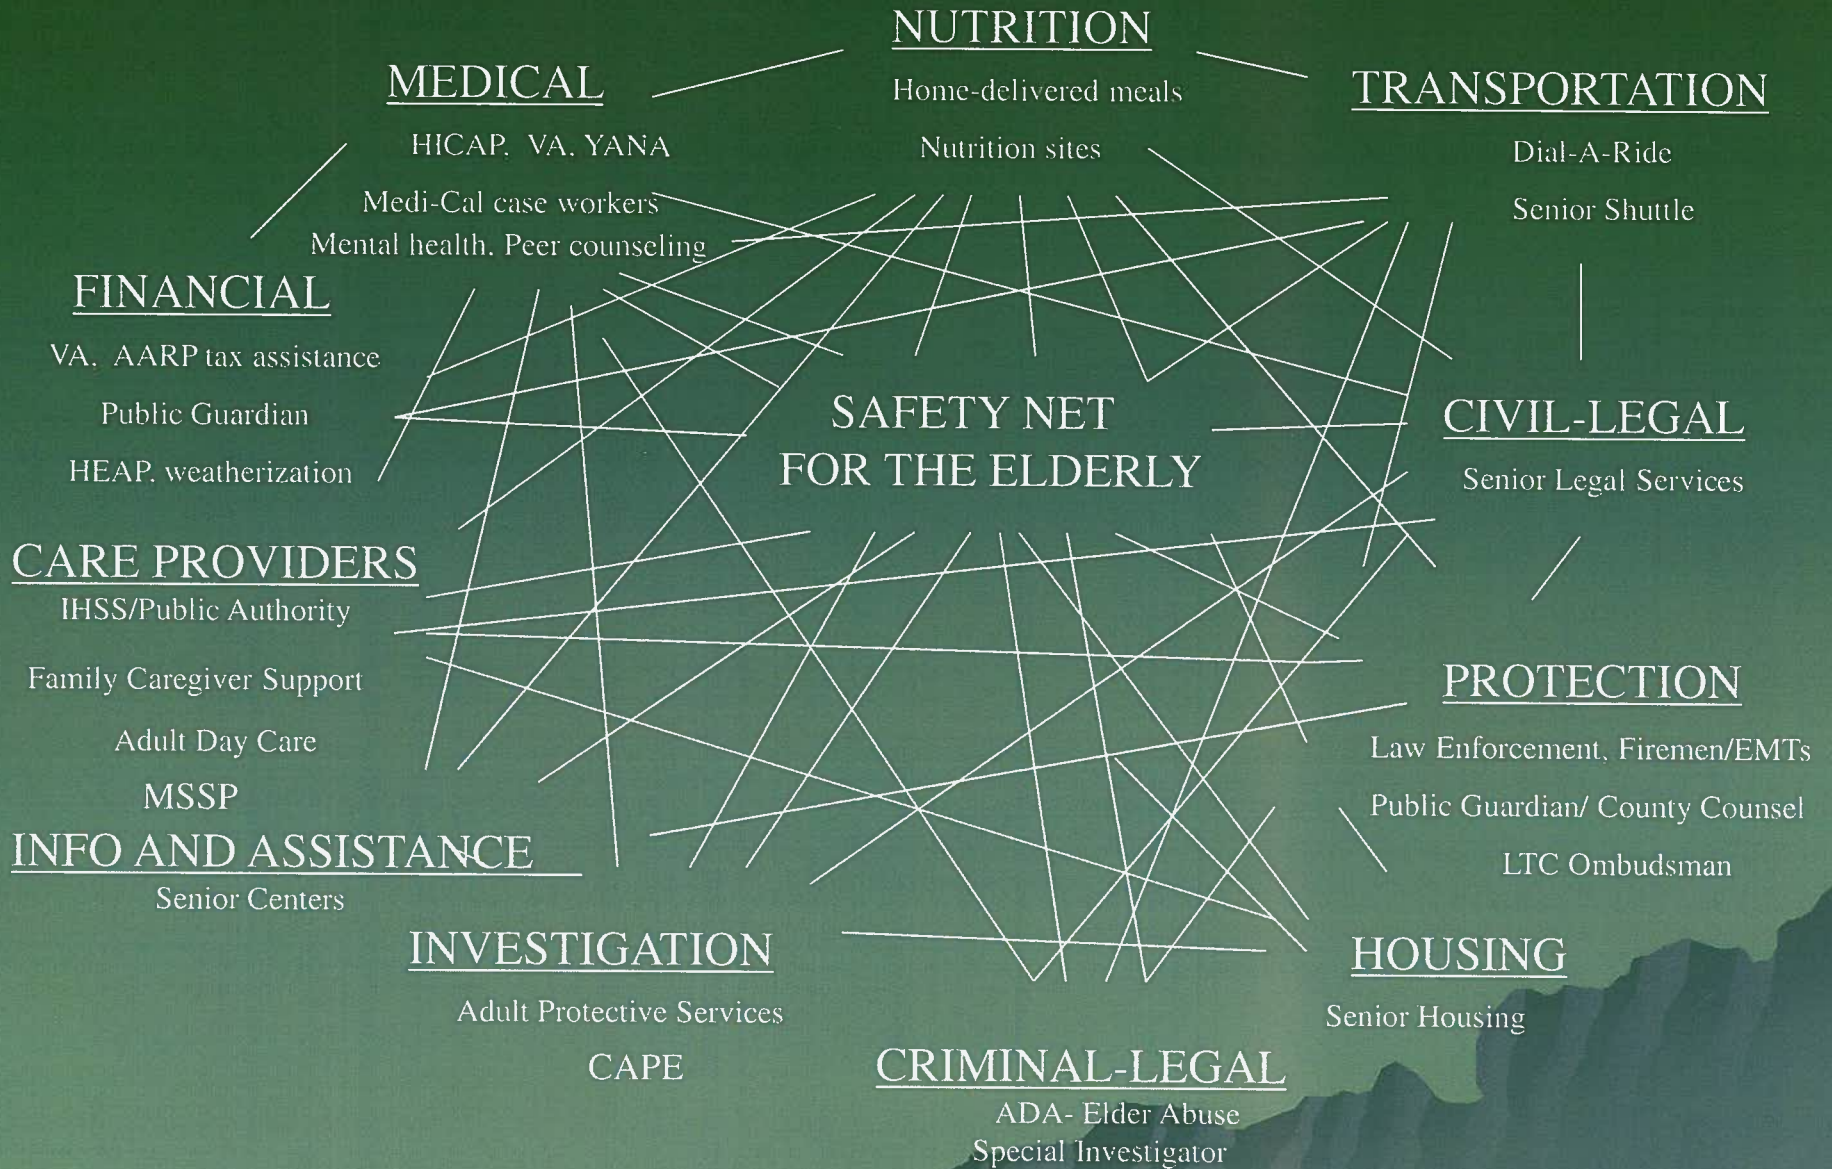 NUTRITION
Home-delivered meals
Nutrition sites
MEDICAL
HICAP, VA, YANA
Medi-Cal case workers
Mental health, Peer counseling
TRANSPORTATION
Dial-A-Ride
Senior Shuttle
FINANCIAL
VA, AARP tax assistance
Public Guardian
HEAP, weatherization
SAFETY NET
FOR THE ELDERLY
CIVIL-LEGAL
Senior Legal Services
CARE PROVIDERS
IHSS/Public Authority
Family Caregiver Support
Adult Day Care
MSSP
PROTECTION
Law Enforcement, Firemen/EMTs
Public Guardian/ County Counsel
LTC Ombudsman
INFO AND ASSISTANCE
Senior Centers
INVESTIGATION
Adult Protective Services
CAPE
HOUSING
Senior Housing
CRIMINAL-LEGAL
ADA- Elder Abuse
Special Investigator